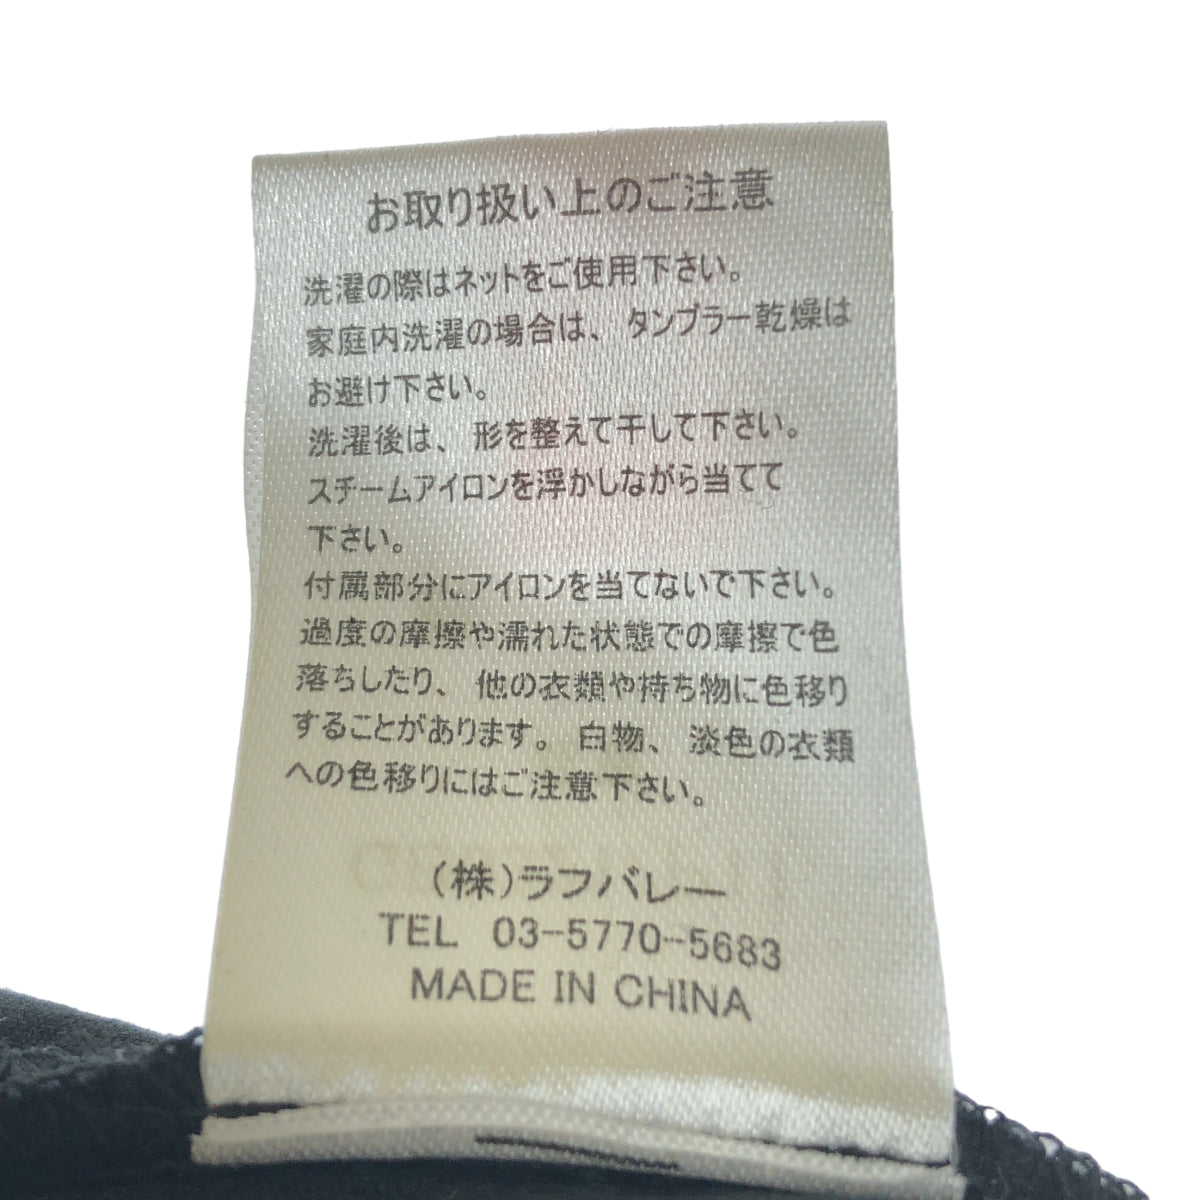 お取り扱い上のご注意
洗濯の際はネットをご使用下さい。
家庭内洗濯の場合は、タンブラー乾燥は
お避け下さい。
洗濯後は、形を整えて干して下さい。
スチームアイロンを浮かしながら当てて
下さい。
付属部分にアイロンを当てないで下さい。
過度の摩擦や濡れた状態での摩擦で色
落ちしたり、他の衣類や持ち物に色移り
することがあります。白物、淡色の衣類
への色移りにはご注意下さい。
(株)ラフバレー
TEL 03-5770-5683
MADE IN CHINA